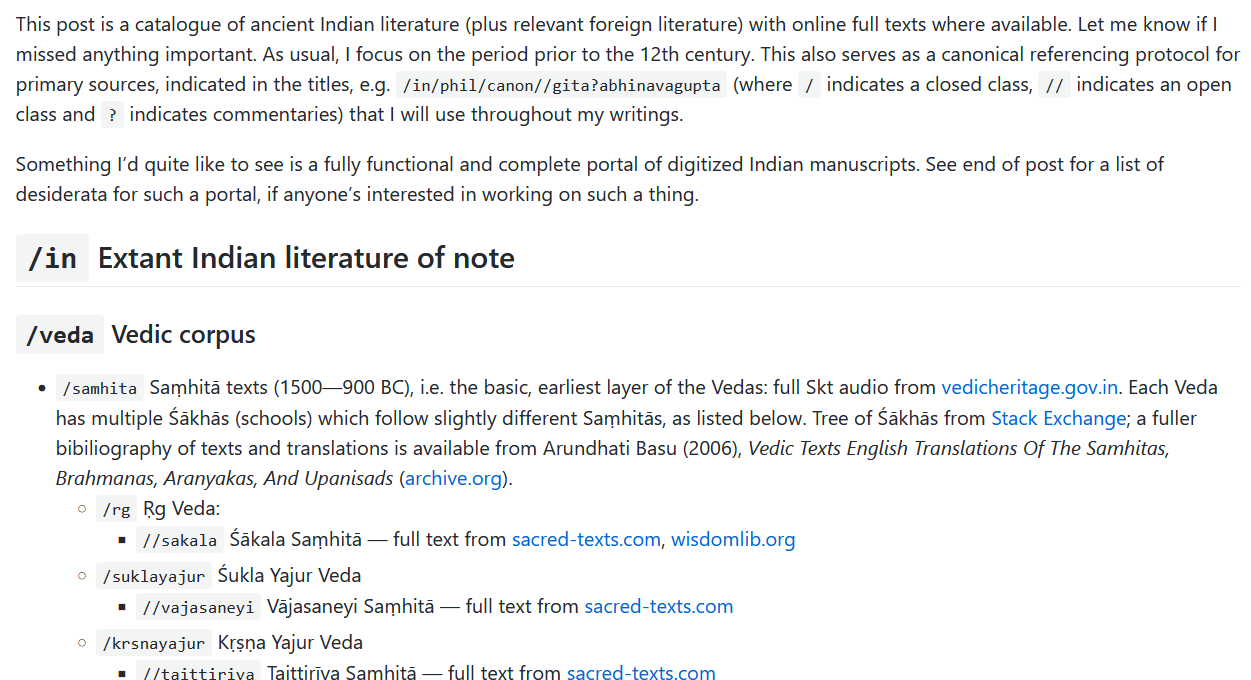 This post is a catalogue of ancient Indian literature (plus relevant foreign literature) with online full texts where available. Let me know if I
missed anything important. As usual, I focus on the period prior to the 12th century. This also serves as a canonical referencing protocol for
primary sources, indicated in the titles, e.g. /in/phil/canon//gita?abhinavagupta (where / indicates a closed class, // indicates an open
class and ? indicates commentaries) that I will use throughout my writings.
Something I’d quite like to see is a fully functional and complete portal of digitized Indian manuscripts. See end of post for a list of
desiderata for such a portal, if anyone’s interested in working on such a thing.
/in Extant Indian literature of note
/veda Vedic corpus
• /samhita Saṃhitā texts (1500—900 BC), i.e. the basic, earliest layer of the Vedas: full Skt audio from vedicheritage.gov.in. Each Veda
has multiple Śākhās (schools) which follow slightly different Saṃhitās, as listed below. Tree of Śākhās from Stack Exchange; a fuller
bibiliography of texts and translations is available from Arundhati Basu (2006), Vedic Texts English Translations Of The Samhitas,
Brahmanas, Aranyakas, And Upanisads (archive.org).
◦ /rg Ṛg Veda:
▪ //sakala Śākala Saṃhitā — full text from sacred-texts.com, wisdomlib.org
◦ /suklayajur Śukla Yajur Veda
▪ //vajasaneyi Vājasaneyi Saṃhitā — full text from sacred-texts.com
◦ /krsnayajur Kṛṣṇa Yajur Veda
▪ //taittiriya Taittirīya Saṃhitā — full text from sacred-texts.com